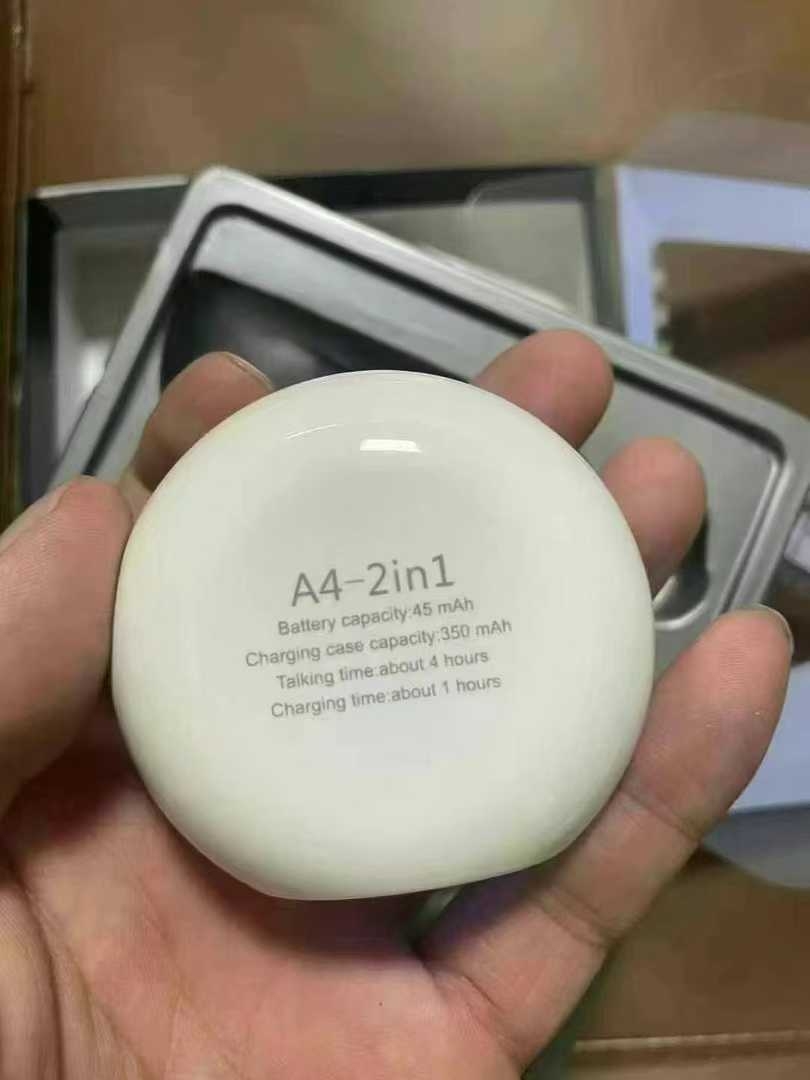 A4-2in1
Battery capacity:45 mAh
Charging case capacity:350 mAh
Talking time:about 4 hours
Charging time:about 1 hours